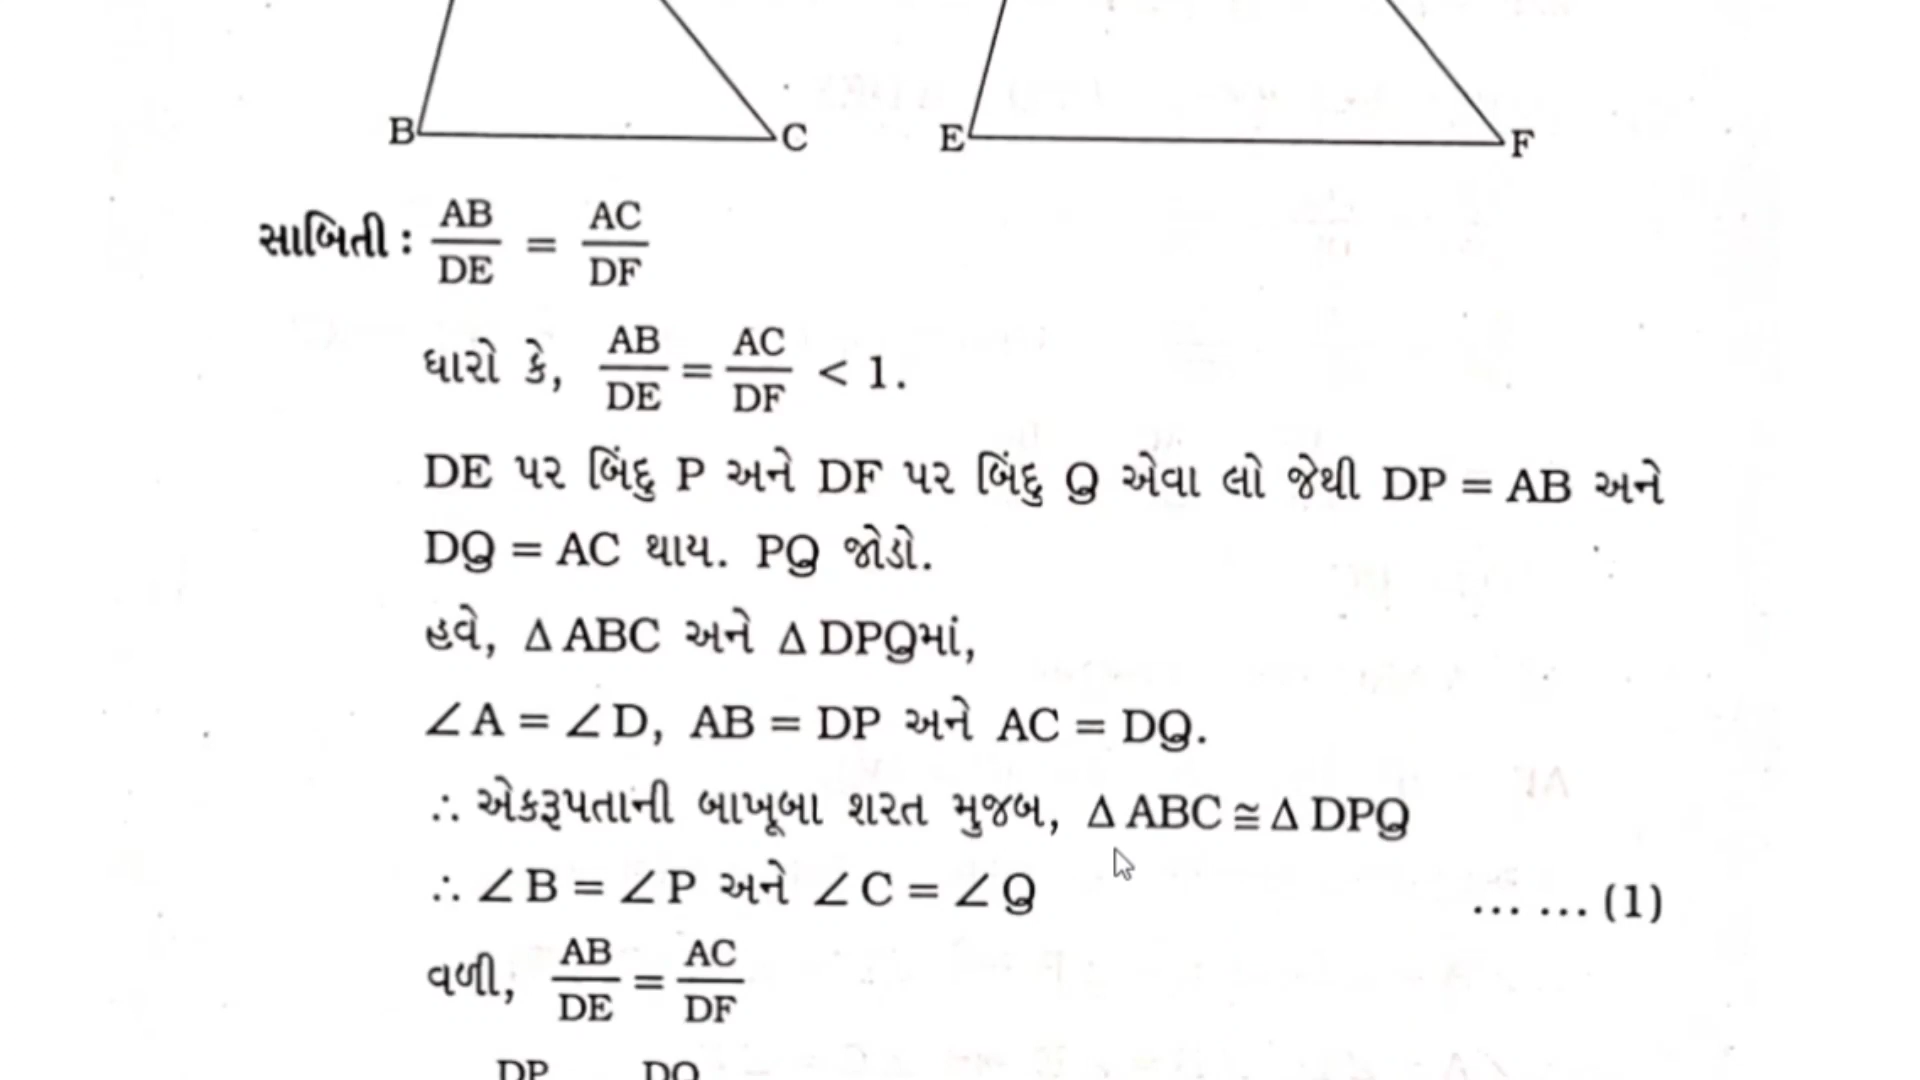 B C E F
સાબિતી : AB/DE = AC/DF
ધારો કે, AB/DE = AC/DF < 1.
DE પર બિંદુ P અને DF પર બિંદુ Q એવા લો જેથી DP = AB અને
DQ = AC થાય. PQ જોડો.
હવે, Δ ABC અને Δ DPQમાં,
∠A = ∠D, AB = DP અને AC = DQ.
∴ એકરૂપતાની બાખૂબા શરત મુજબ, Δ ABC ≅ Δ DPQ
∴ ∠B = ∠P અને ∠C = ∠Q ... ... (1)
વળી, AB/DE = AC/DF
DP DQ